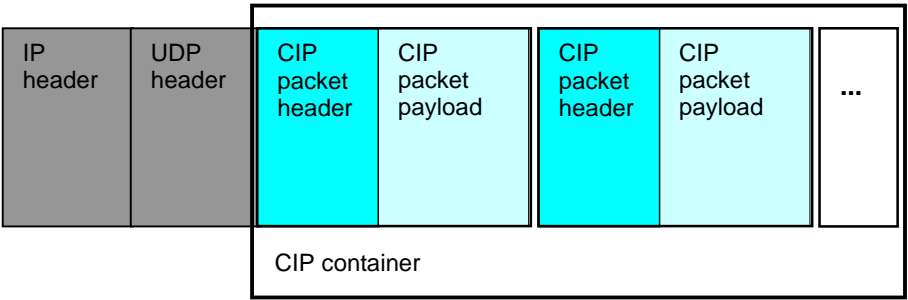 IP
header
UDP
header
CIP
packet
header
CIP
packet
payload
CIP
packet
header
CIP
packet
payload
...
CIP container